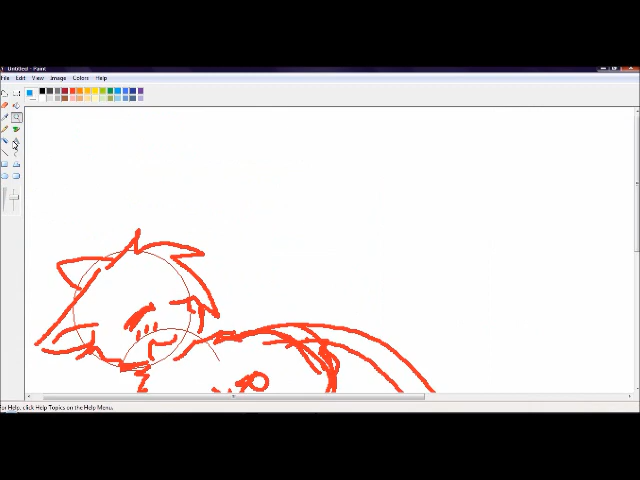 Untitled - Paint
File Edit View Image Colors Help
For Help, click Help Topics on the Help Menu.